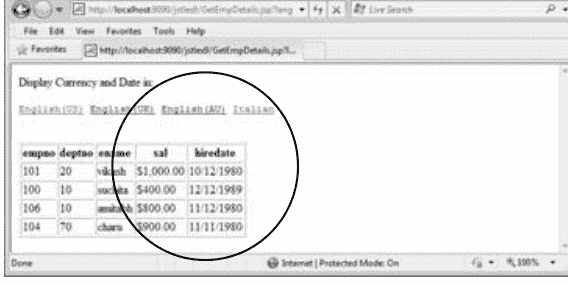 http://localhost:9090/jstlex9/GetEmpDetails.jsp?lang
Live Search
File Edit View Favorites Tools Help
Favorites http://localhost:9090/jstlex9/GetEmpDetails.jsp?l...
Display Currency and Date in:
English(US) English(UK) English(AU) Italian
empno deptno ename sal hiredate
101 20 vikash $1,000.00 10/12/1980
100 10 suchita $400.00 12/12/1989
106 10 amitabh $800.00 11/12/1980
104 70 charu $900.00 11/11/1980
Done Internet | Protected Mode: On 100%